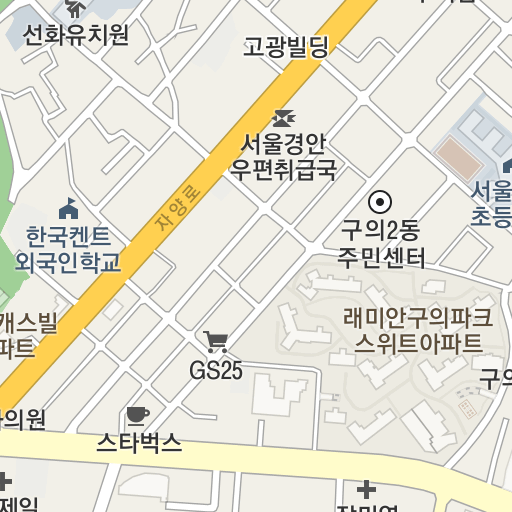 선화유치원
고광빌딩
서울경안
우편취급국
자양로
서울
초등
한국켄트
외국인학교
구의2동
주민센터
캐스빌
파트
래미안구의파크
스위트아파트
GS25
구의
의원
스타벅스
제일